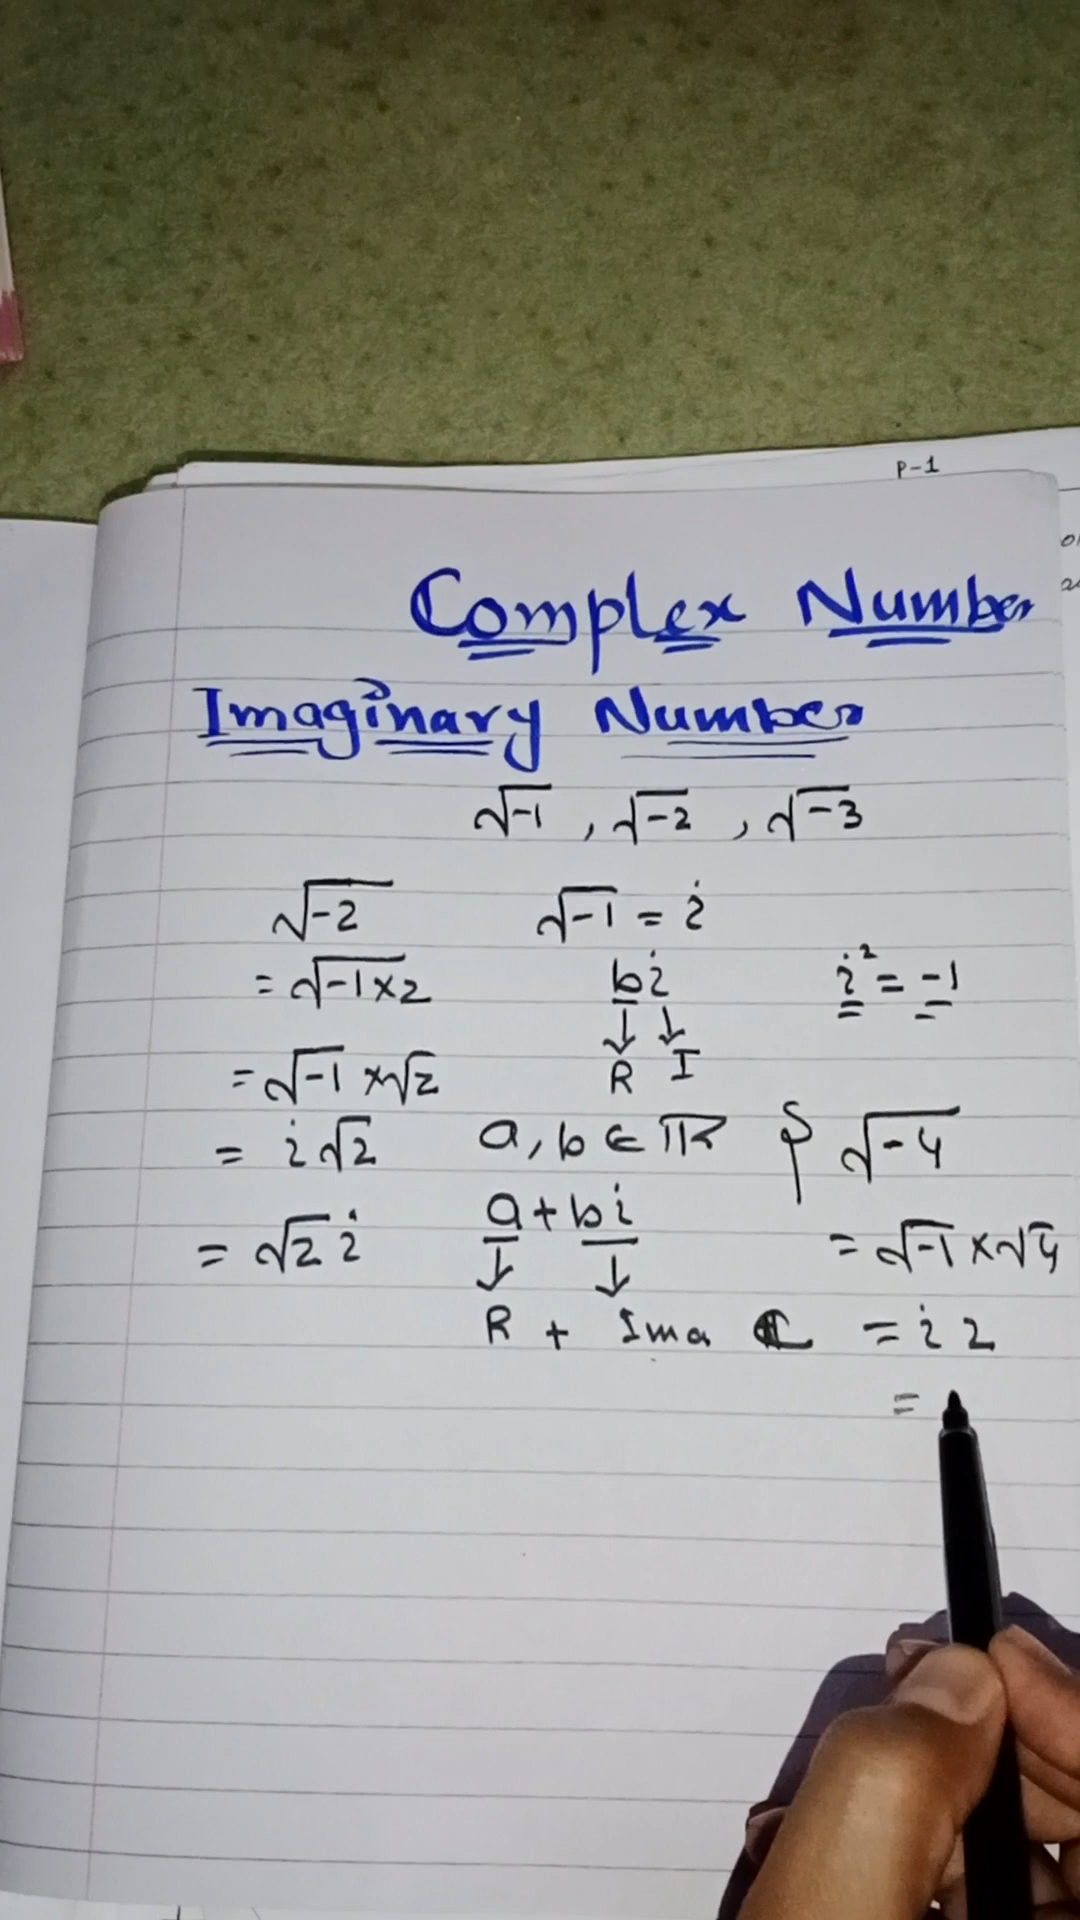 P-1
Complex Number
Imaginary Number
√-1 , √-2 , √-3
√-2
= √-1×2
= √-1 ×√2
= i√2
= √2 i
√-1 = i
bi
↓ ↓
R I
a, b ∈ ℝ
a + bi
↓ ↓
R + Ima ℂ
i² = -1
√-4
= √-1 × √4
= i 2
=